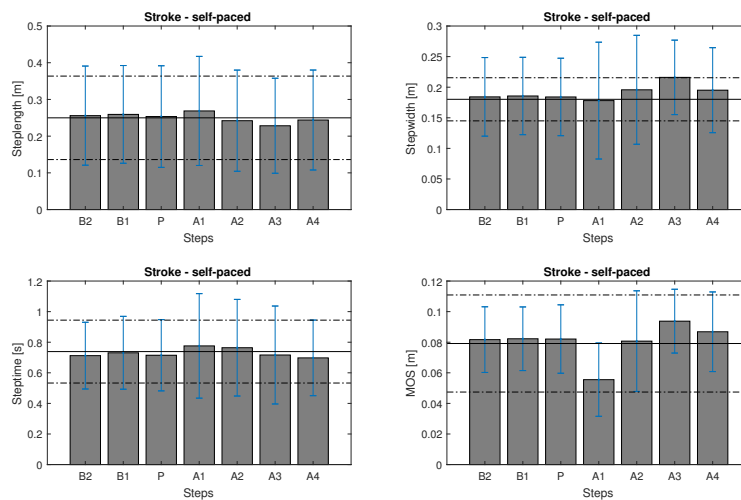 Stroke - self-paced
0.5
0.4
0.3
0.2
0.1
0
Steplength [m]
B2 B1 P A1 A2 A3 A4
Steps
Stroke - self-paced
0.3
0.25
0.2
0.15
0.1
0.05
0
Stepwidth [m]
B2 B1 P A1 A2 A3 A4
Steps
Stroke - self-paced
1.2
1
0.8
0.6
0.4
0.2
0
Steptime [s]
B2 B1 P A1 A2 A3 A4
Steps
Stroke - self-paced
0.12
0.1
0.08
0.06
0.04
0.02
0
MOS [m]
B2 B1 P A1 A2 A3 A4
Steps